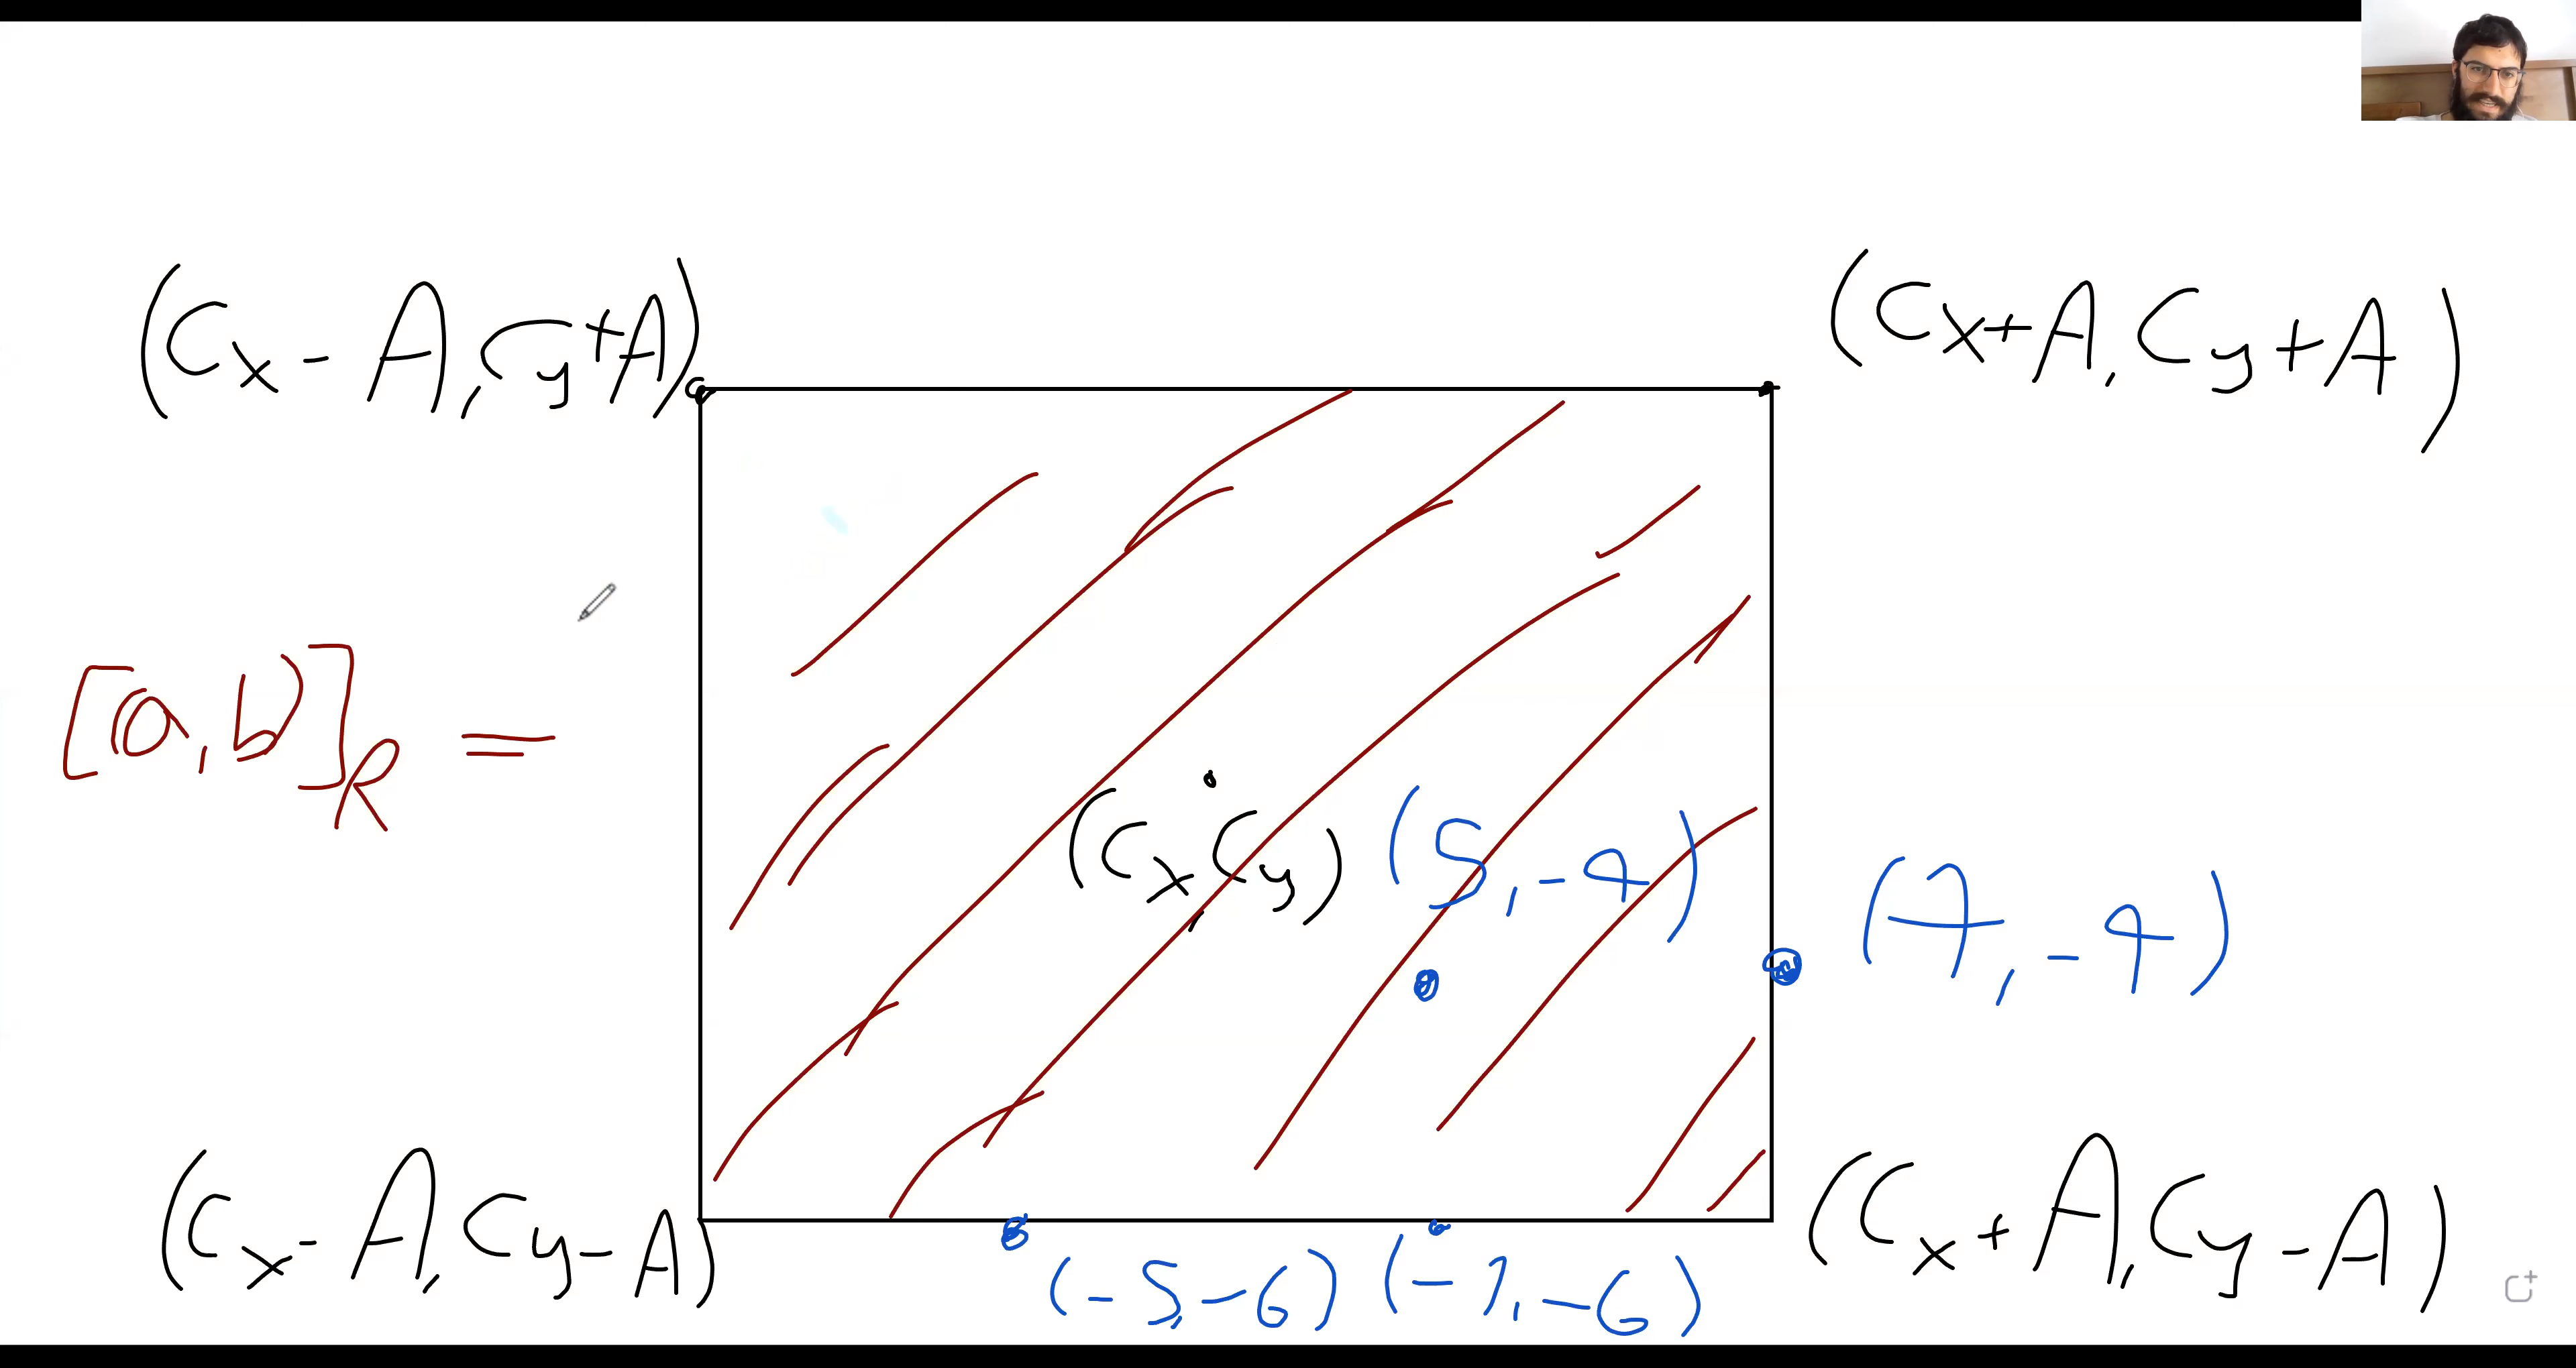 (Cx - A, Cy + A)
(Cx + A, Cy + A)
[(a, b)]R =
(Cx, Cy)
(5, -4)
(7, -4)
(Cx - A, Cy - A)
(-5, -6)
(-1, -6)
(Cx + A, Cy - A)